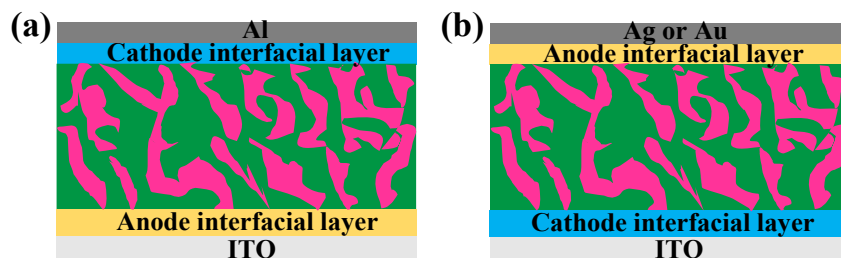 (a)
Al
Cathode interfacial layer
Anode interfacial layer
ITO
(b)
Ag or Au
Anode interfacial layer
Cathode interfacial layer
ITO